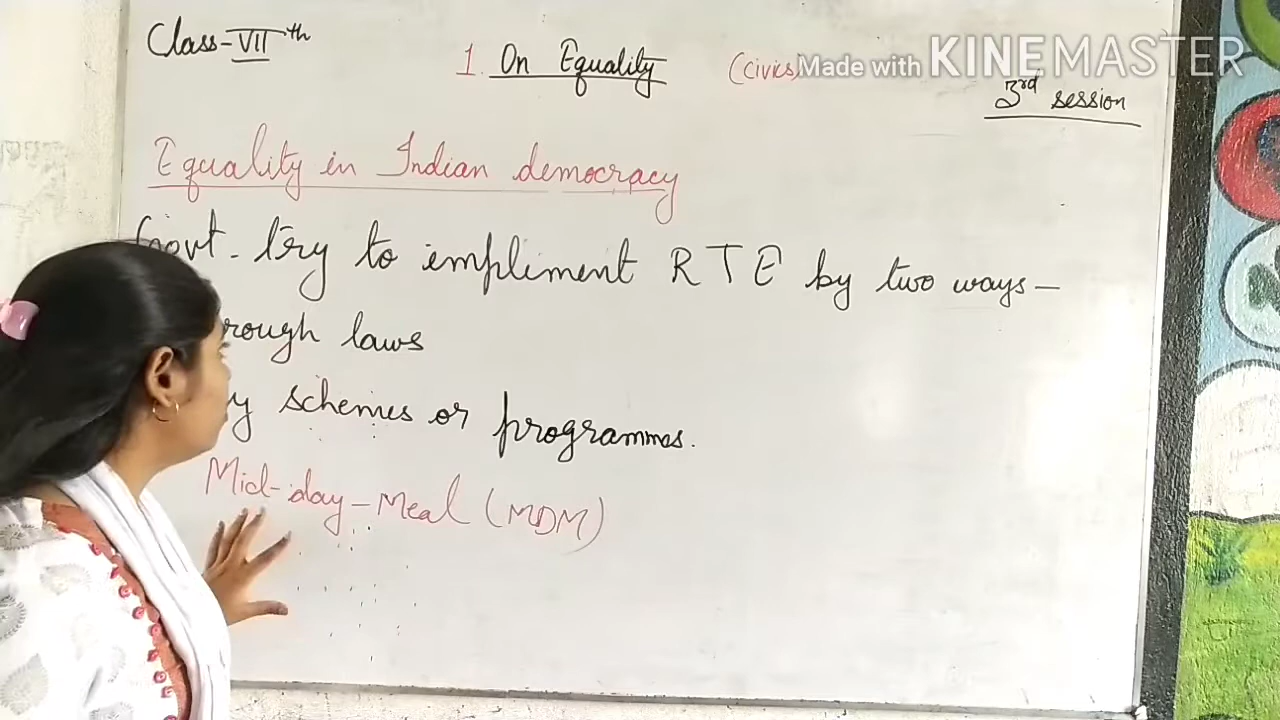 Class-VIIth
1. On Equality (Civics)
Made with KINEMASTER
3rd session
Equality in Indian democracy
Govt. try to impliment RTE by two ways –
rough laws
y schemes or programmes.
Mid-day-Meal (MDM)